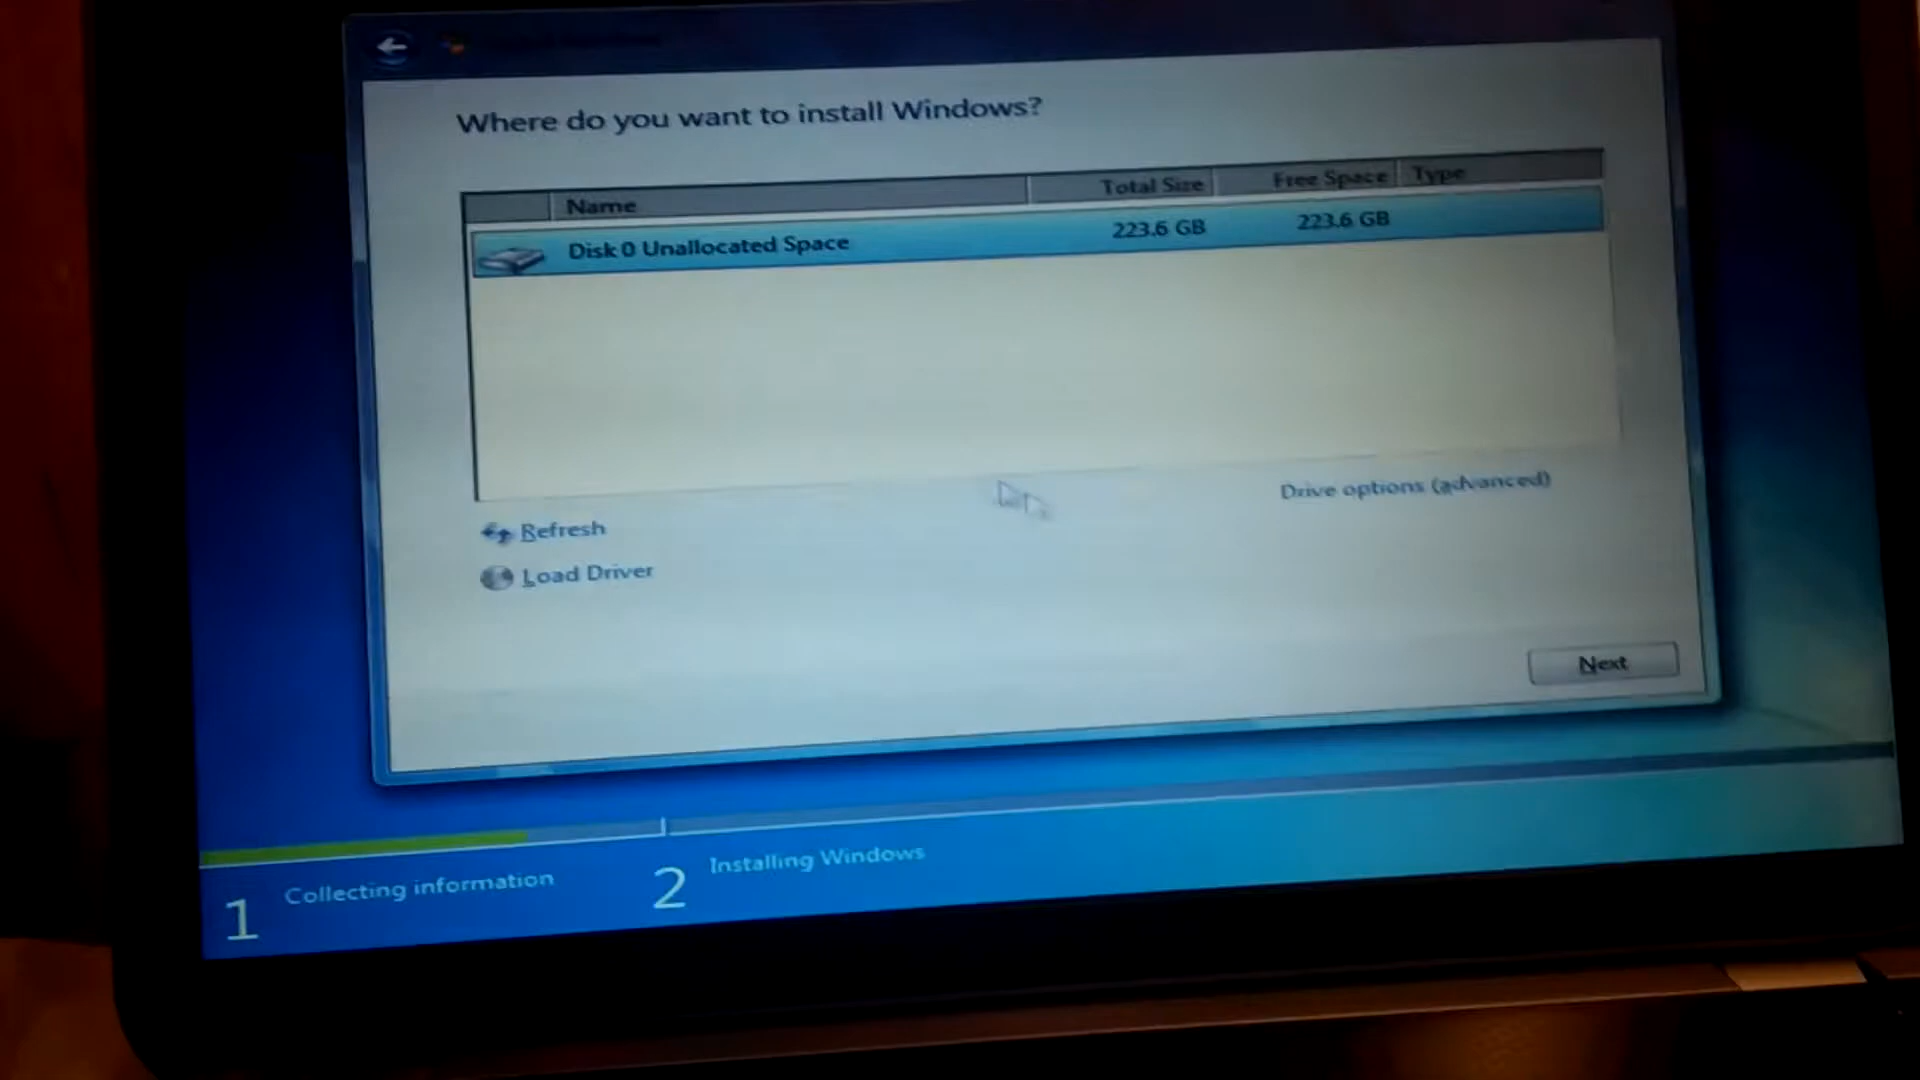 Where do you want to install Windows?
Name Total Size Free Space Type
Disk 0 Unallocated Space 223.6 GB 223.6 GB
Drive options (advanced)
Refresh
Load Driver
Next
1 Collecting information 2 Installing Windows